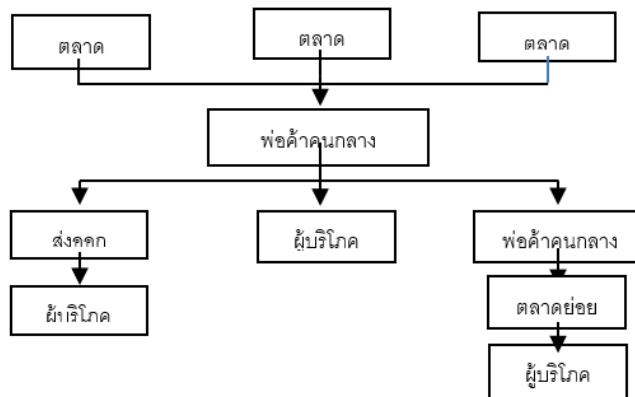 ตลาด
ตลาด
ตลาด
พ่อค้าคนกลาง
ส่งออก
ผู้บริโภค
พ่อค้าคนกลาง
ผู้บริโภค
ตลาดย่อย
ผู้บริโภค